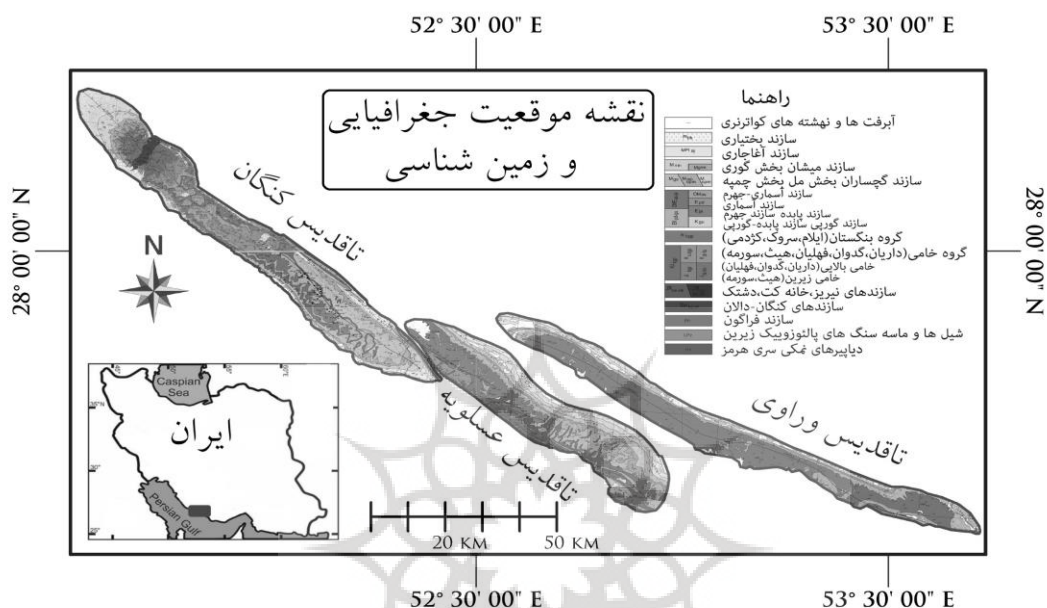 52° 30' 00" E
53° 30' 00" E
نقشه موقعیت جغرافیایی
و زمین شناسی
راهنما
آبرفت ها و نهشته های کواترنری
سازند بختیاری
سازند آغاجاری
سازند میشان بخش گوری
سازند گچساران بخش مل بخش چمپه
سازند آسماری-جهرم
سازند آسماری
سازند پابده سازند جهرم
سازند گورپی سازند پابده-گورپی
گروه بنگستان(ایلام،سروک،کژدمی)
گروه خامی(داریان،گدوان،فهلیان،هیث،سورمه)
خامی بالایی(داریان،گدوان،فهلیان)
خامی زیرین(هیث،سورمه)
سازندهای نیریز،خانه کت،دشتک
سازندهای کنگان-دالان
سازند فراگون
شیل ها و ماسه سنگ های پالئوزوییک زیرین
دیاپیرهای نمکی سری هرمز
28° 00' 00" N
28° 00' 00" N
تاقدیس کنگان
N
تاقدیس عسلویه
تاقدیس وراوی
Caspian
Sea
ایران
Persian Gulf
20 KM
50 KM
52° 30' 00" E
53° 30' 00" E